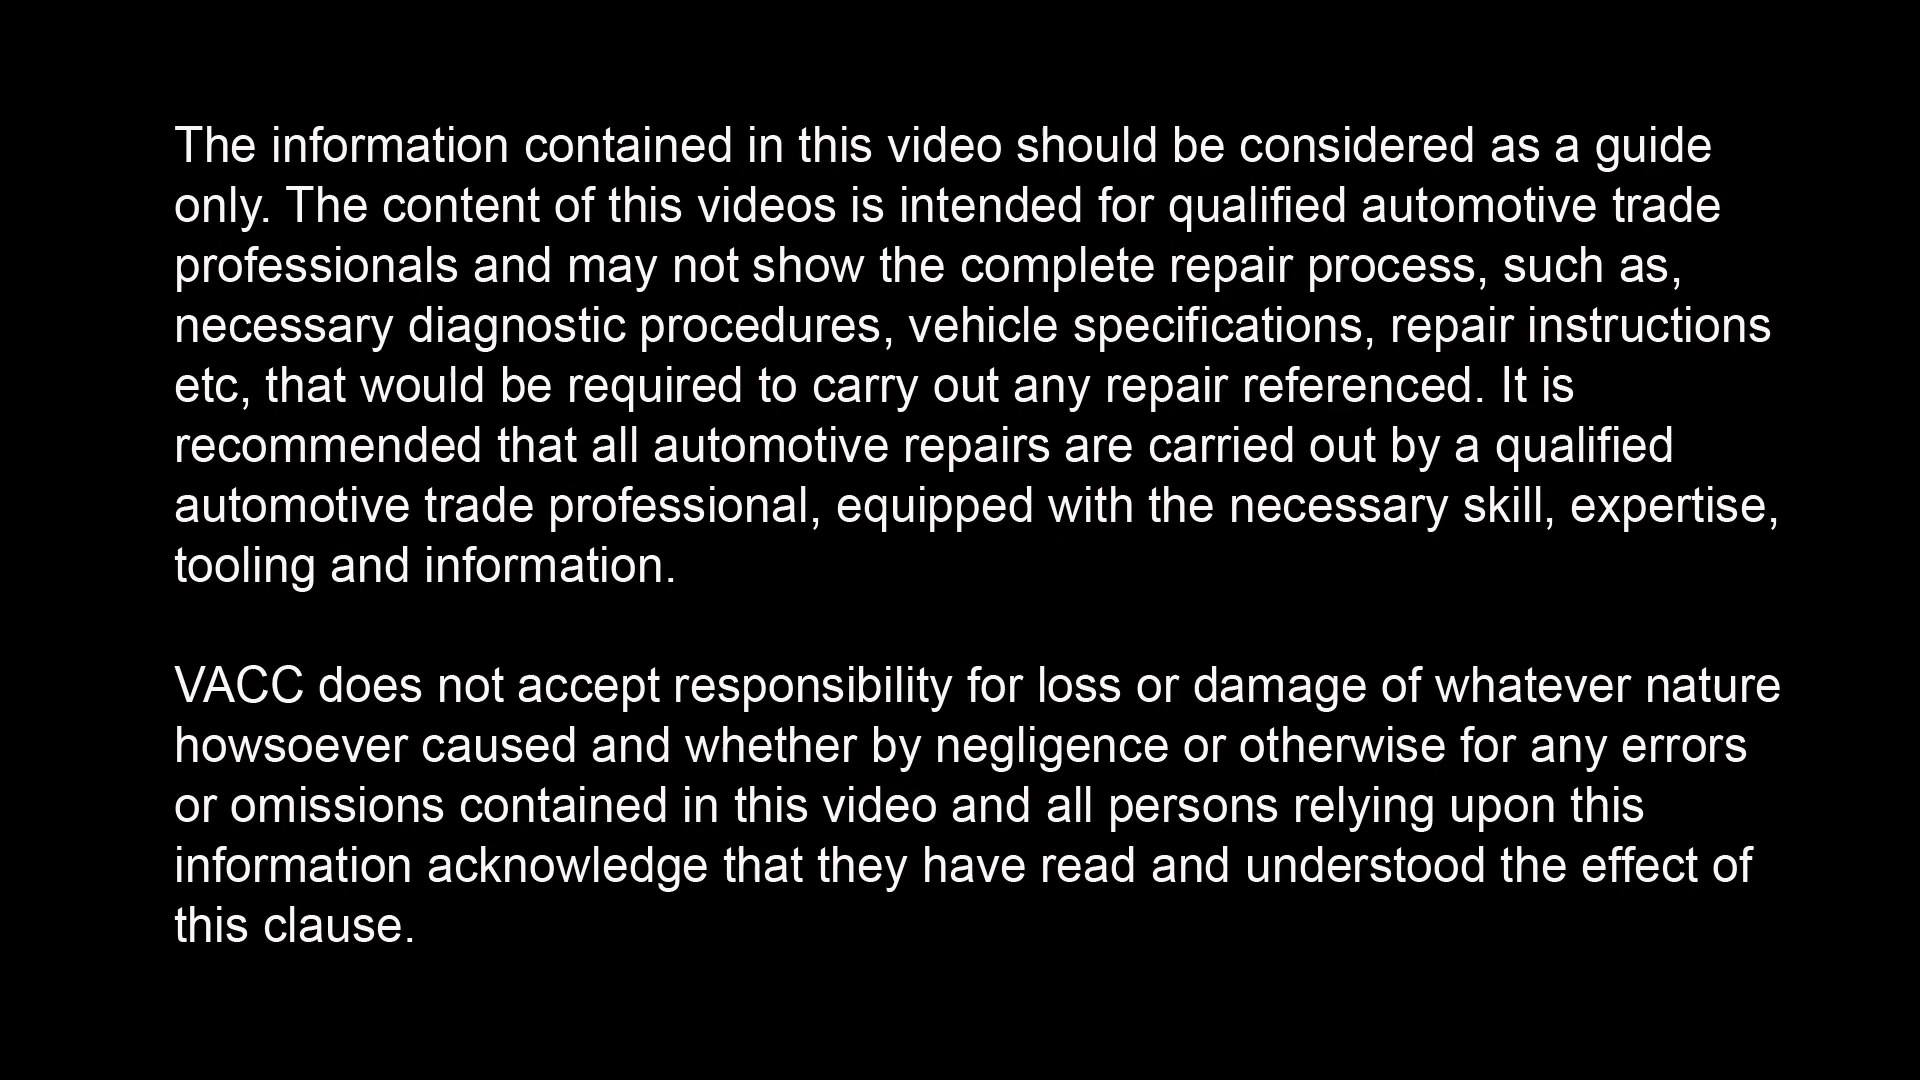 The information contained in this video should be considered as a guide
only. The content of this videos is intended for qualified automotive trade
professionals and may not show the complete repair process, such as,
necessary diagnostic procedures, vehicle specifications, repair instructions
etc, that would be required to carry out any repair referenced. It is
recommended that all automotive repairs are carried out by a qualified
automotive trade professional, equipped with the necessary skill, expertise,
tooling and information.
VACC does not accept responsibility for loss or damage of whatever nature
howsoever caused and whether by negligence or otherwise for any errors
or omissions contained in this video and all persons relying upon this
information acknowledge that they have read and understood the effect of
this clause.